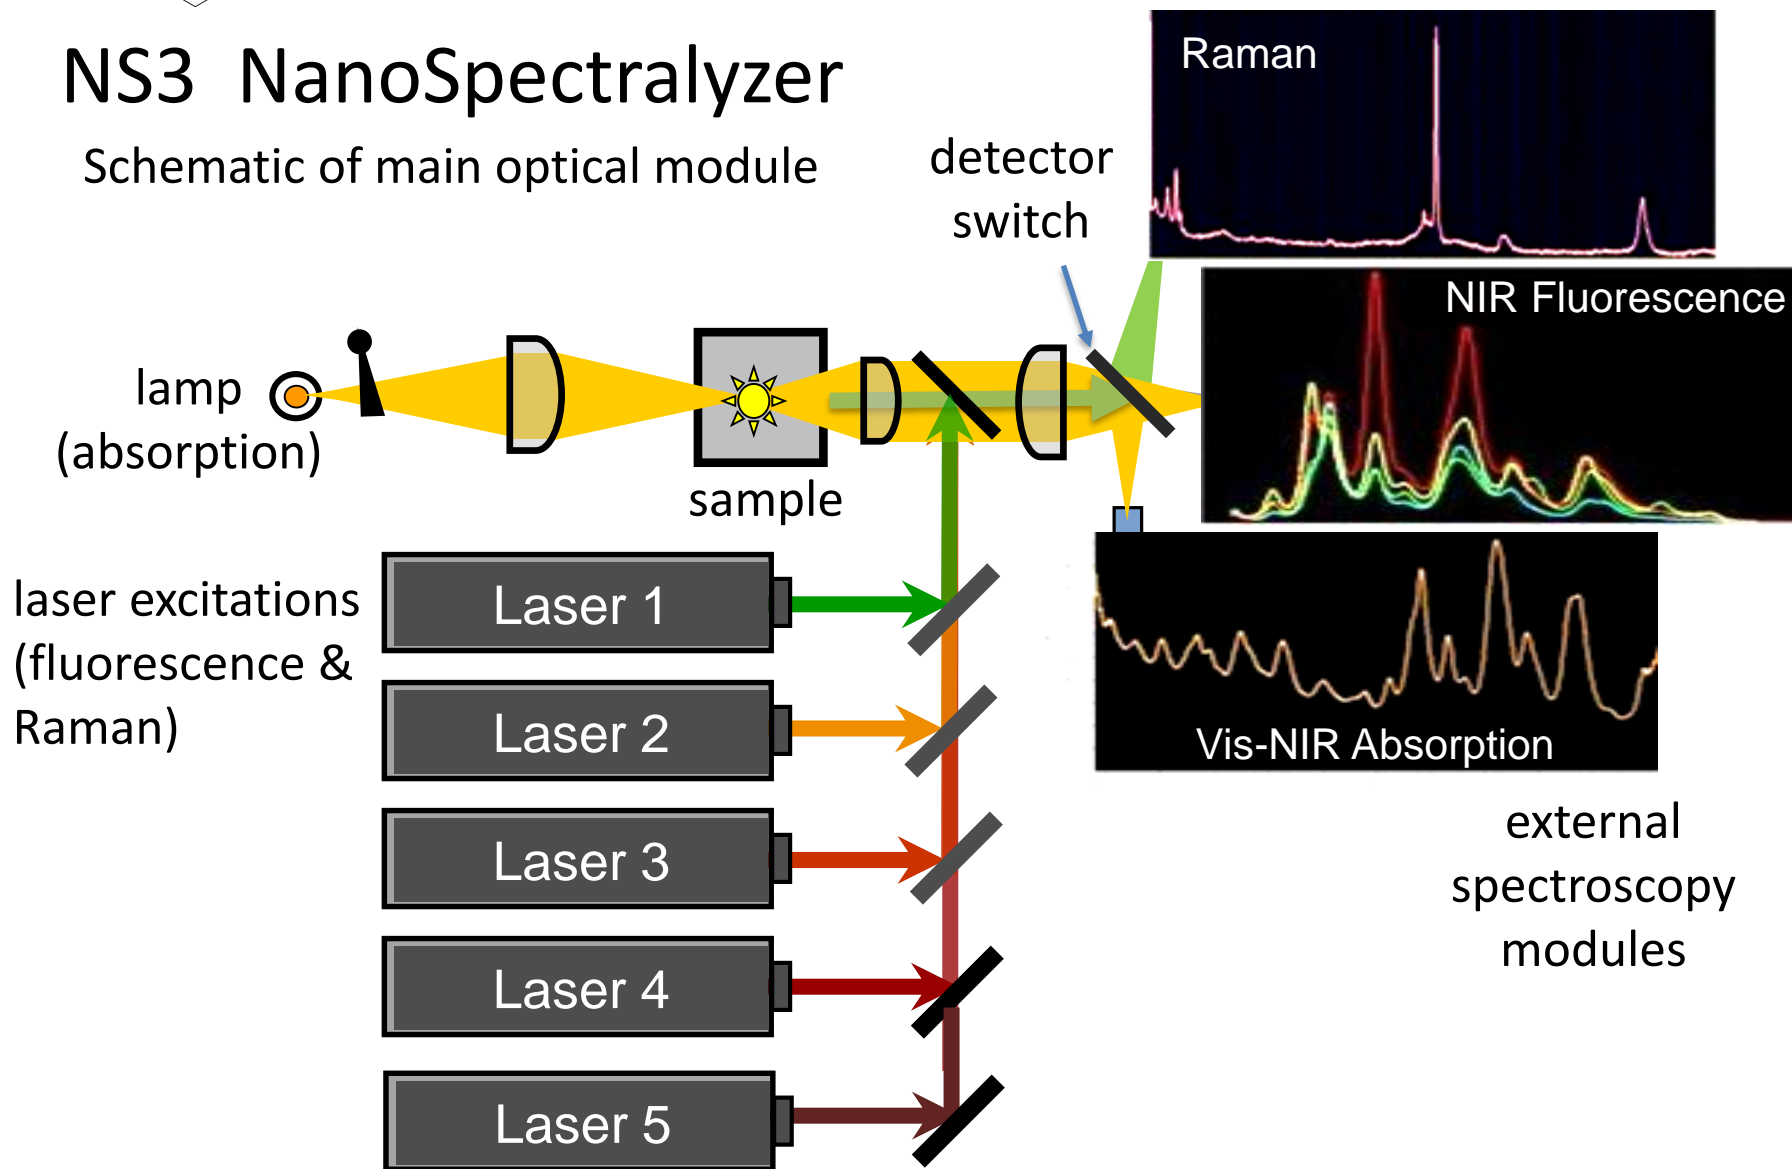 NS3 NanoSpectralyzer
Schematic of main optical module
detector
switch
Raman
NIR Fluorescence
lamp
(absorption)
sample
laser excitations
(fluorescence &
Raman)
Laser 1
Laser 2
Laser 3
Laser 4
Laser 5
Vis-NIR Absorption
external
spectroscopy
modules